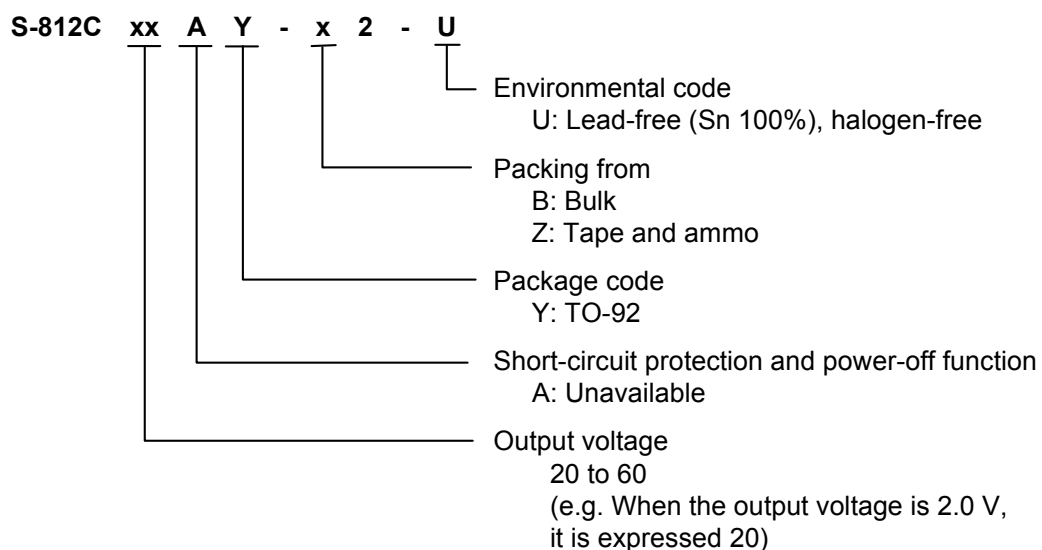 S-812C xx A Y - x 2 - U
Environmental code
U: Lead-free (Sn 100%), halogen-free
Packing from
B: Bulk
Z: Tape and ammo
Package code
Y: TO-92
Short-circuit protection and power-off function
A: Unavailable
Output voltage
20 to 60
(e.g. When the output voltage is 2.0 V,
it is expressed 20)